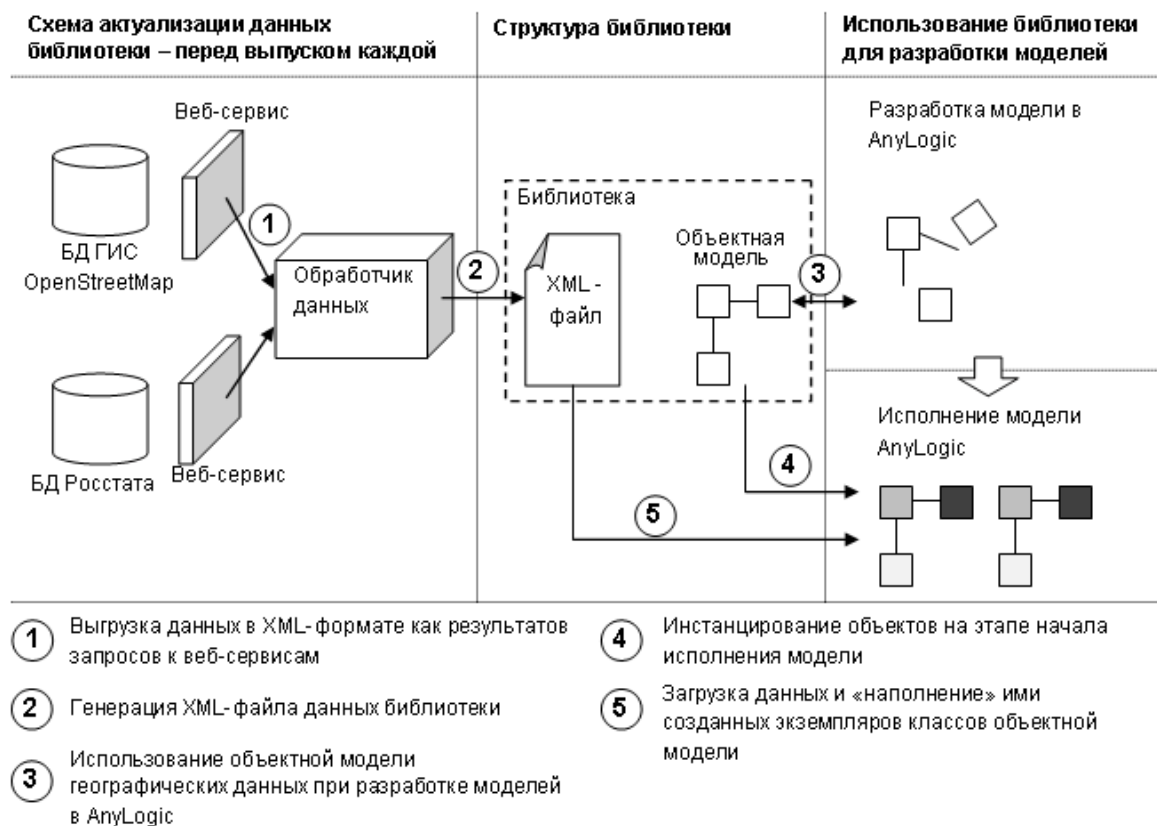 Схема актуализации данных
библиотеки – перед выпуском каждой
Структура библиотеки
Использование библиотеки
для разработки моделей
Веб-сервис
БД ГИС
OpenStreetMap
1
Обработчик
данных
БД Росстата
Веб-сервис
2
Библиотека
XML-
файл
Объектная
модель
3
Разработка модели в
AnyLogic
Исполнение модели
AnyLogic
4
5
1
Выгрузка данных в XML-формате как результатов
запросов к веб-сервисам
2
Генерация XML-файла данных библиотеки
3
Использование объектной модели
географических данных при разработке моделей
в AnyLogic
4
Инстанцирование объектов на этапе начала
исполнения модели
5
Загрузка данных и «наполнение» ими
созданных экземпляров классов объектной
модели